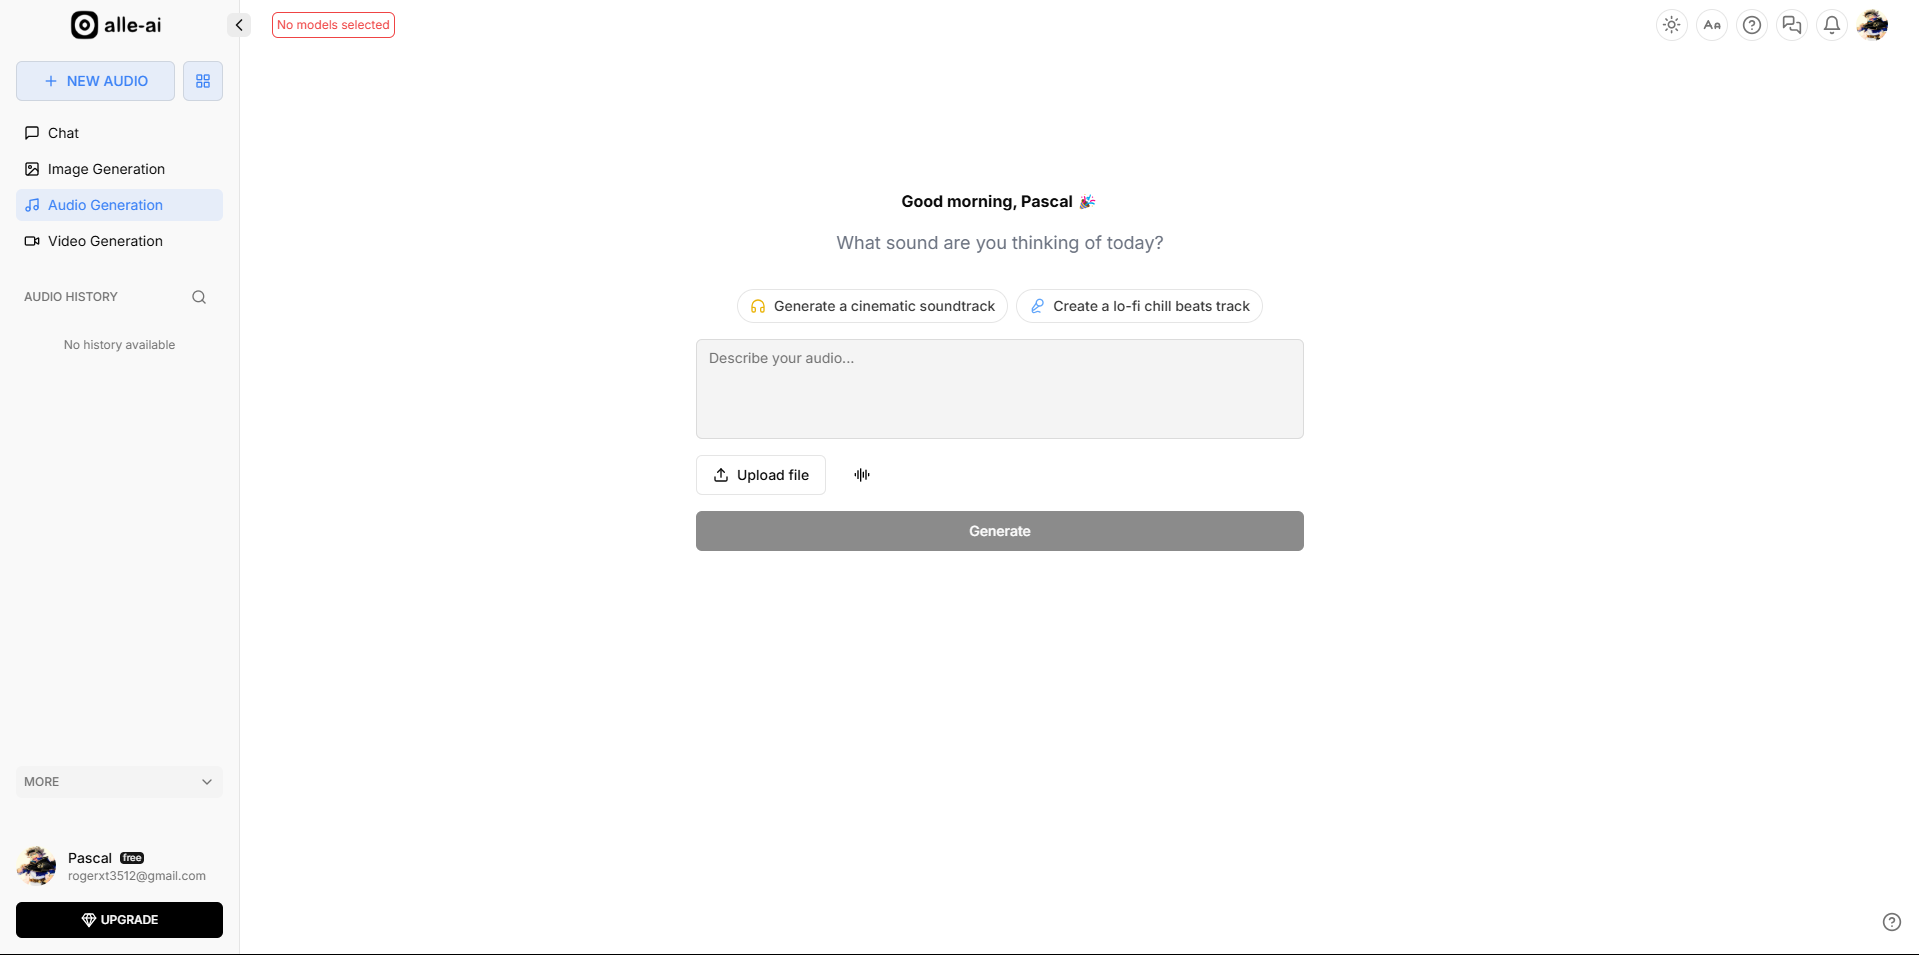 alle-ai
No models selected
Aa
NEW AUDIO
Chat
Image Generation
Audio Generation
Video Generation
AUDIO HISTORY
No history available
Good morning, Pascal
What sound are you thinking of today?
Generate a cinematic soundtrack
Create a lo-fi chill beats track
Describe your audio...
Upload file
Generate
MORE
Pascal free
rogerxt3512@gmail.com
UPGRADE